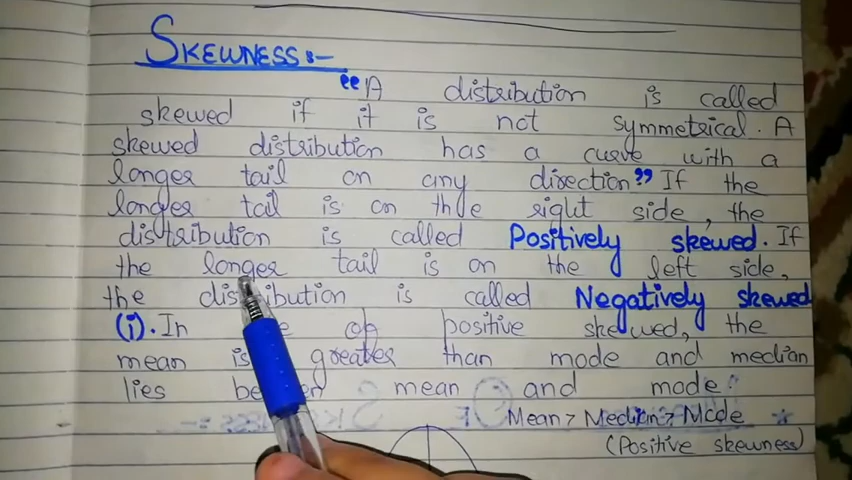 SKEWNESS:-
"A distribution is called
skewed if it is not symmetrical. A
skewed distribution has a curve with a
longer tail on any direction" If the
longer tail is on the right side, the
distribution is called Positively skewed. If
the longer tail is on the left side,
the distribution is called Negatively skewed
(i). In of positive skewed, the
mean is greater than mode and median
lies mean and mode.
Mean > Median > Mode
(Positive skewness)